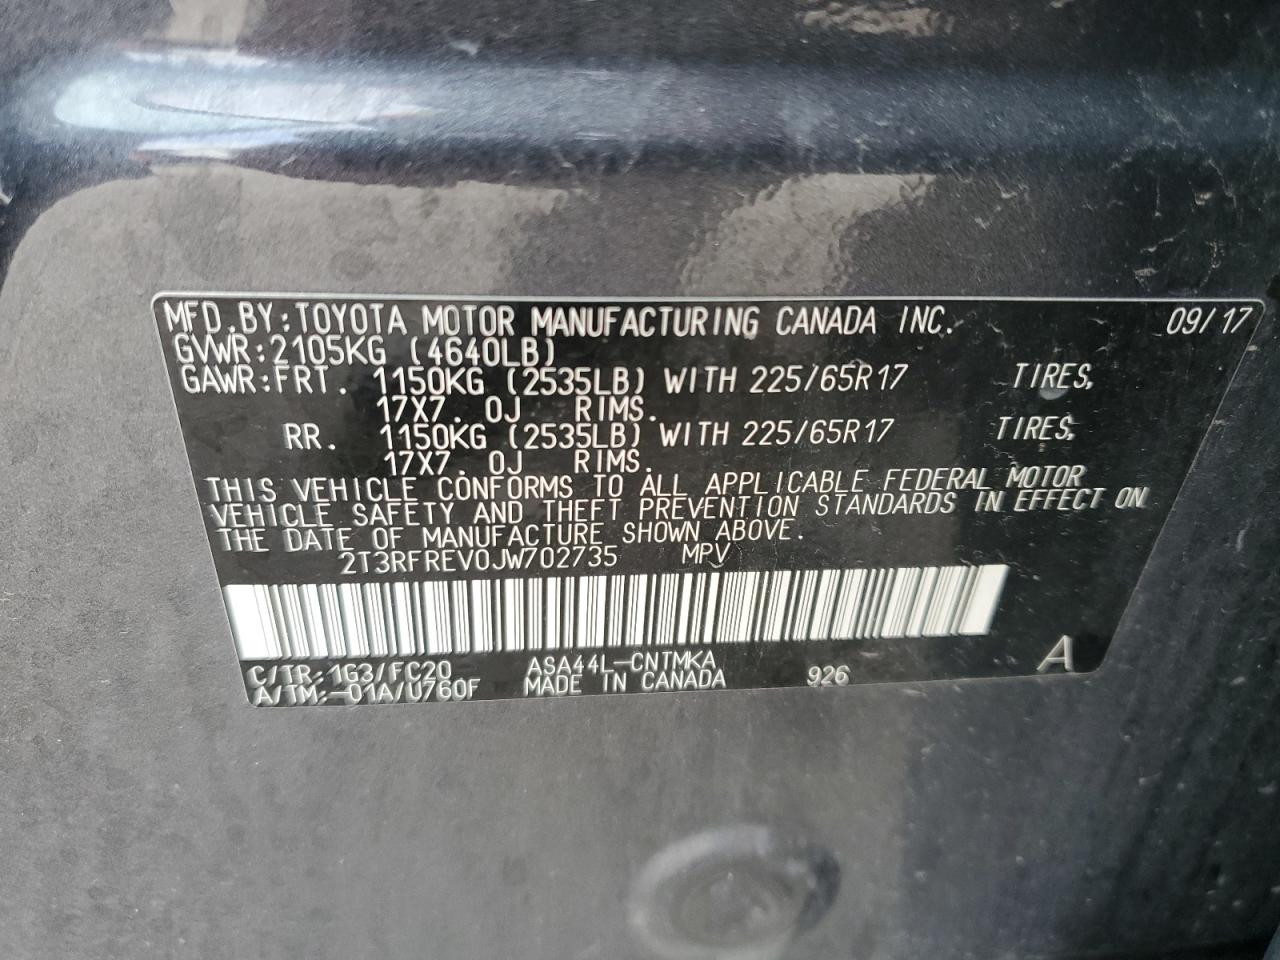 MFD.BY:TOYOTA MOTOR MANUFACTURING CANADA INC. 09/17
GVWR:2105KG (4640LB)
GAWR:FRT. 1150KG (2535LB) WITH 225/65R17 TIRES,
17X7.0J RIMS.
RR. 1150KG (2535LB) WITH 225/65R17 TIRES,
17X7.0J RIMS.
THIS VEHICLE CONFORMS TO ALL APPLICABLE FEDERAL MOTOR
VEHICLE SAFETY AND THEFT PREVENTION STANDARDS IN EFFECT ON
THE DATE OF MANUFACTURE SHOWN ABOVE.
2T3RFREV0JW702735 MPV
C/TR:1G3/FC20 ASA44L-CNTMKA 926 A
A/TM:-01A/U760F MADE IN CANADA